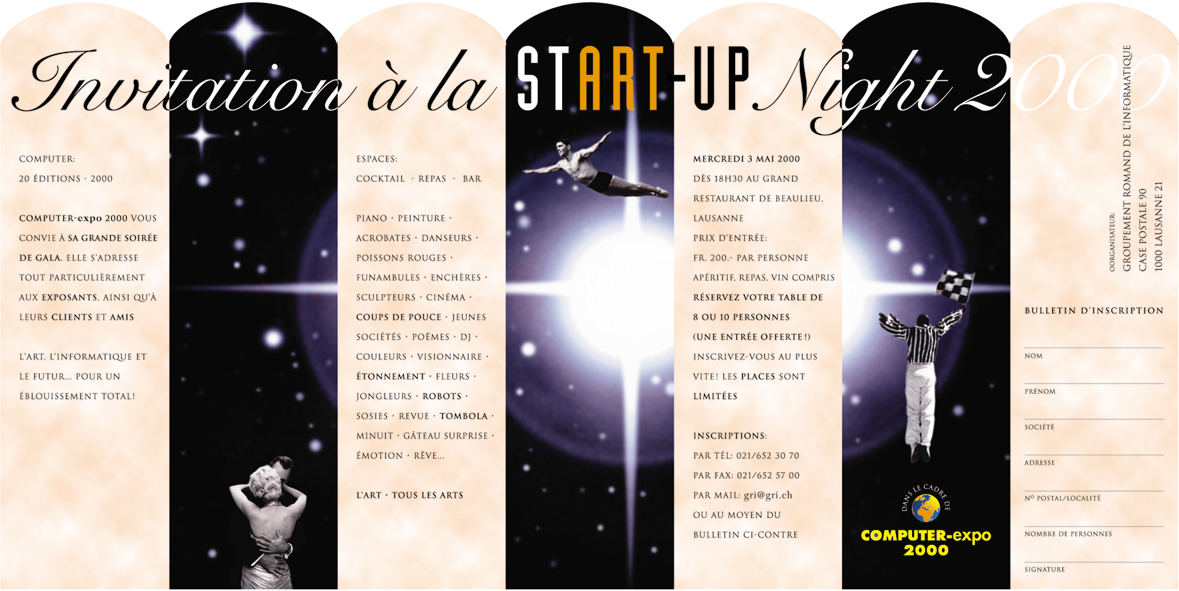 Invitation à la START-UP Night 2000
COMPUTER:
20 ÉDITIONS - 2000
COMPUTER-expo 2000 VOUS
CONVIE À SA GRANDE SOIRÉE
DE GALA. ELLE S'ADRESSE
TOUT PARTICULIÈREMENT
AUX EXPOSANTS, AINSI QU'À
LEURS CLIENTS ET AMIS
L'ART, L'INFORMATIQUE ET
LE FUTUR... POUR UN
ÉBLOUISSEMENT TOTAL!
ESPACES:
COCKTAIL - REPAS - BAR
PIANO · PEINTURE ·
ACROBATES · DANSEURS ·
POISSONS ROUGES ·
FUNAMBULES · ENCHÈRES ·
SCULPTEURS · CINÉMA ·
COUPS DE POUCE · JEUNES
SOCIÉTÉS · POÈMES · DJ ·
COULEURS · VISIONNAIRE ·
ÉTONNEMENT · FLEURS ·
JONGLEURS · ROBOTS ·
SOSIES · REVUE · TOMBOLA ·
MINUIT · GÂTEAU SURPRISE ·
ÉMOTION · RÊVE...
L'ART · TOUS LES ARTS
MERCREDI 3 MAI 2000
DÈS 18H30 AU GRAND
RESTAURANT DE BEAULIEU,
LAUSANNE
PRIX D'ENTRÉE:
FR. 200.- PAR PERSONNE
APÉRITIF, REPAS, VIN COMPRIS
RÉSERVEZ VOTRE TABLE DE
8 OU 10 PERSONNES
(UNE ENTRÉE OFFERTE!)
INSCRIVEZ-VOUS AU PLUS
VITE! LES PLACES SONT
LIMITÉES
INSCRIPTIONS:
PAR TÉL: 021/652 30 70
PAR FAX: 021/652 57 00
PAR MAIL: gri@gri.ch
OU AU MOYEN DU
BULLETIN CI-CONTRE
DANS LE CADRE DE
COMPUTER-expo
2000
OORGANISATEUR:
GROUPEMENT ROMAND DE L'INFORMATIQUE
CASE POSTALE 90
1000 LAUSANNE 21
BULLETIN D'INSCRIPTION
NOM
PRÉNOM
SOCIÉTÉ
ADRESSE
Nº POSTAL/LOCALITÉ
NOMBRE DE PERSONNES
SIGNATURE